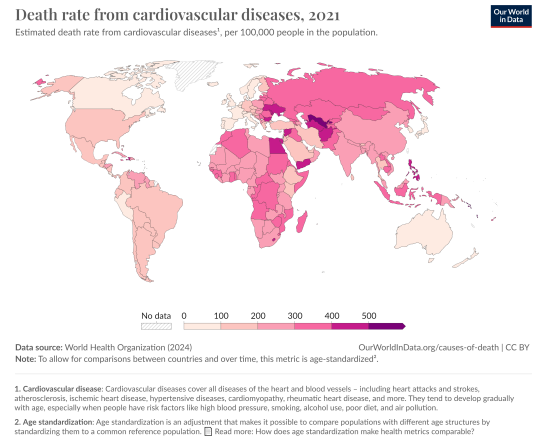 Death rate from cardiovascular diseases, 2021
Our World
in Data
Estimated death rate from cardiovascular diseases¹, per 100,000 people in the population.
No data
0
100
200
300
400
500
Data source: World Health Organization (2024)
OurWorldinData.org/causes-of-death | CC BY
Note: To allow for comparisons between countries and over time, this metric is age-standardized².
1. Cardiovascular disease: Cardiovascular diseases cover all diseases of the heart and blood vessels – including heart attacks and strokes,
atherosclerosis, ischemic heart disease, hypertensive diseases, cardiomyopathy, rheumatic heart disease, and more. They tend to develop gradually
with age, especially when people have risk factors like high blood pressure, smoking, alcohol use, poor diet, and air pollution.
2. Age standardization: Age standardization is an adjustment that makes it possible to compare populations with different age structures by
standardizing them to a common reference population. Read more: How does age standardization make health metrics comparable?